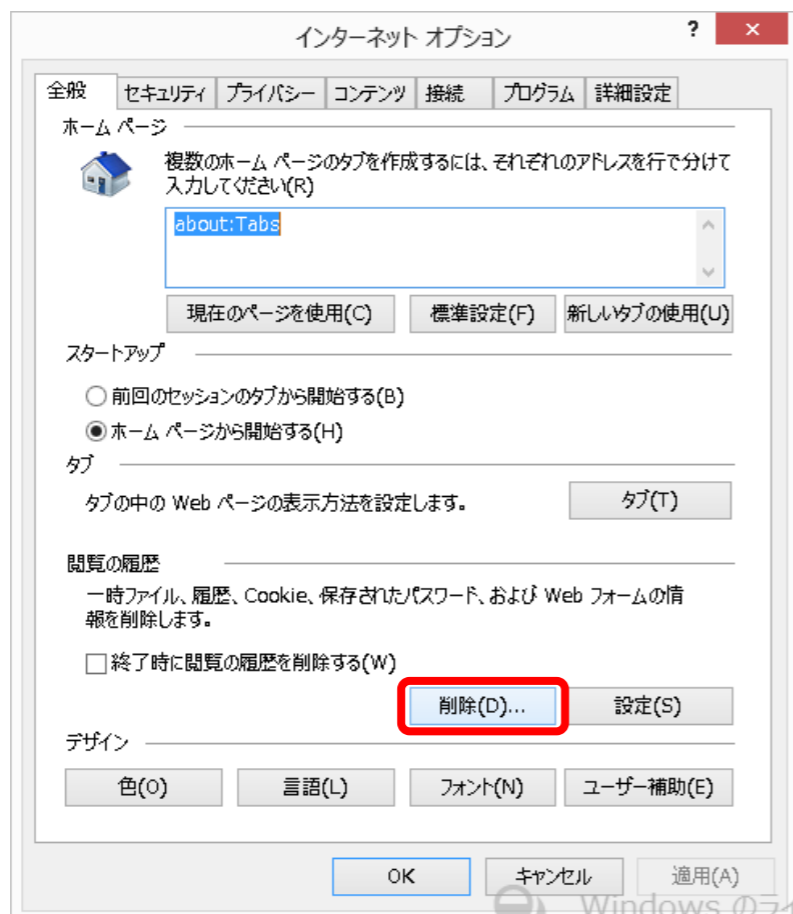 インターネット オプション
?
×
全般 セキュリティ プライバシー コンテンツ 接続 プログラム 詳細設定
ホーム ページ
複数のホーム ページのタブを作成するには、それぞれのアドレスを行で分けて
入力してください(R)
about:Tabs
現在のページを使用(C) 標準設定(F) 新しいタブの使用(U)
スタートアップ
前回のセッションのタブから開始する(B)
ホーム ページから開始する(H)
タブ
タブの中の Web ページの表示方法を設定します。 タブ(T)
閲覧の履歴
一時ファイル、履歴、Cookie、保存されたパスワード、および Web フォームの情
報を削除します。
終了時に閲覧の履歴を削除する(W)
削除(D)... 設定(S)
デザイン
色(O) 言語(L) フォント(N) ユーザー補助(E)
OK キャンセル 適用(A)
Windows のライ